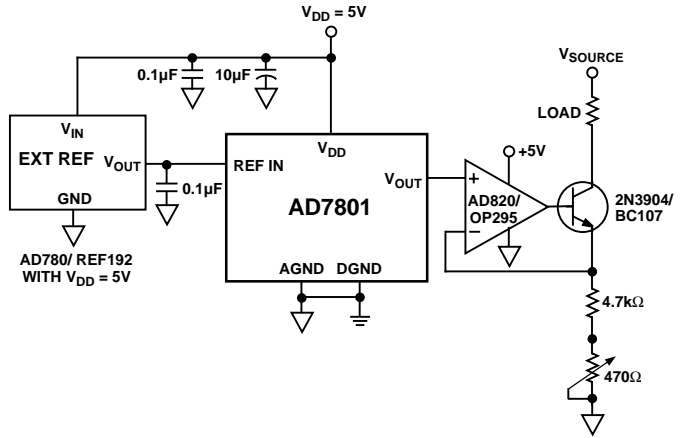 VDD = 5V
0.1µF
10µF
VSOURCE
LOAD
VIN
EXT REF
VOUT
GND
0.1µF
REF IN
VDD
AD7801
VOUT
AGND
DGND
+5V
+
AD820/
OP295
–
2N3904/
BC107
AD780/ REF192
WITH VDD = 5V
4.7kΩ
470Ω